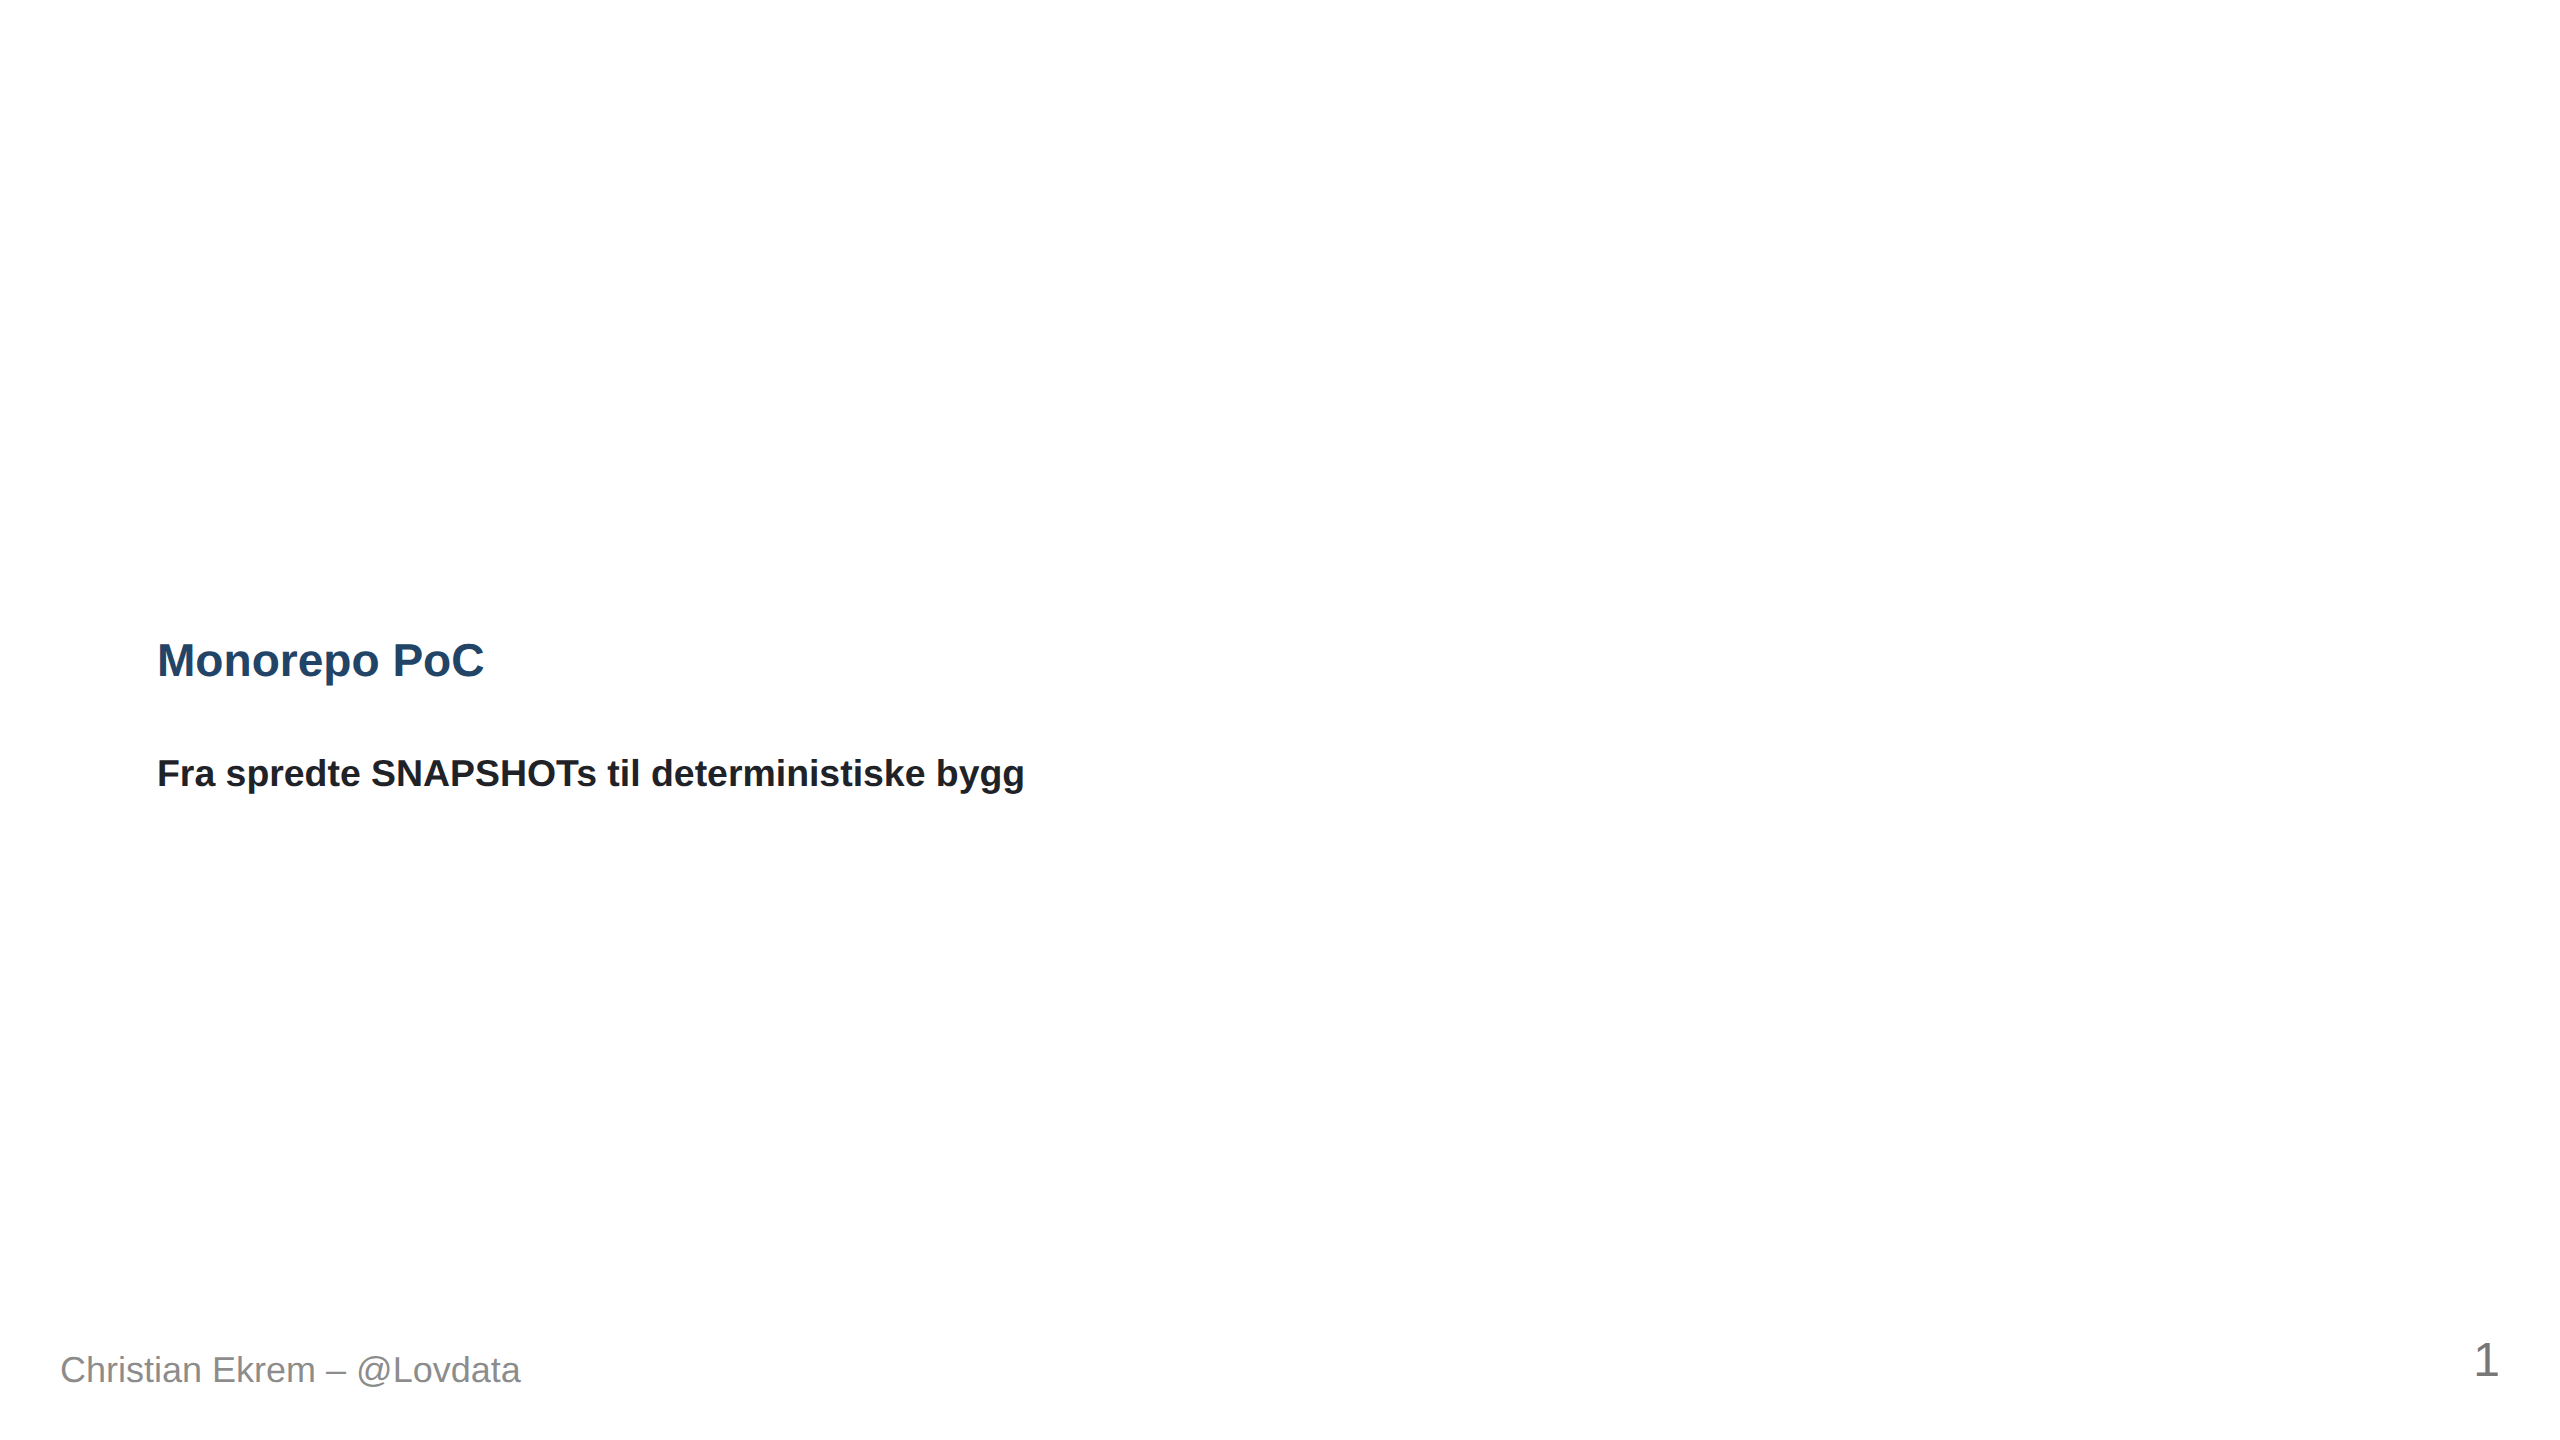 Monorepo PoC
Fra spredte SNAPSHOTs til deterministiske bygg
Christian Ekrem – @Lovdata
1